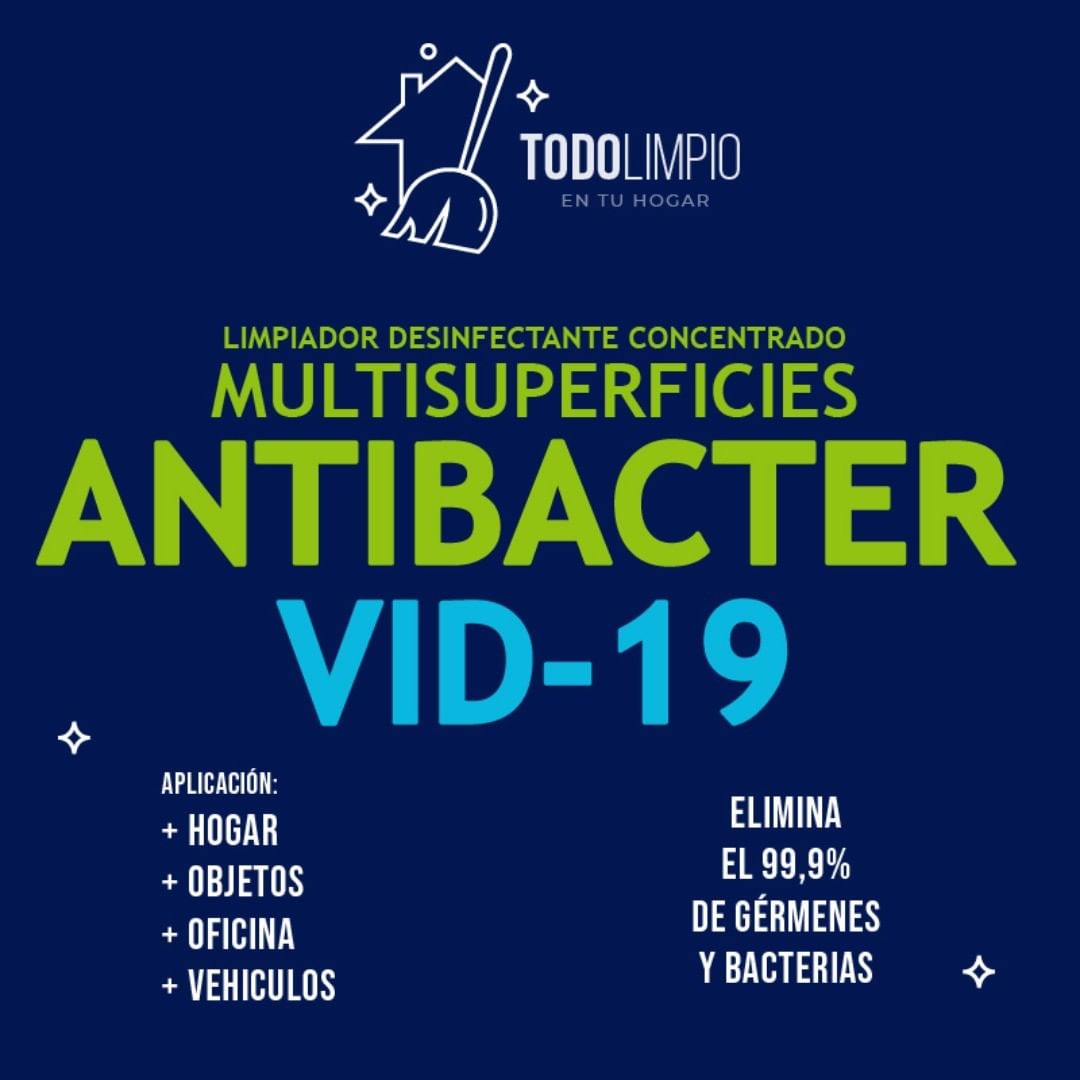 TODOLIMPIO
EN TU HOGAR
LIMPIADOR DESINFECTANTE CONCENTRADO
MULTISUPERFICIES
ANTIBACTER
VID-19
APLICACIÓN:
+ HOGAR
+ OBJETOS
+ OFICINA
+ VEHICULOS
ELIMINA
EL 99,9%
DE GÉRMENES
Y BACTERIAS